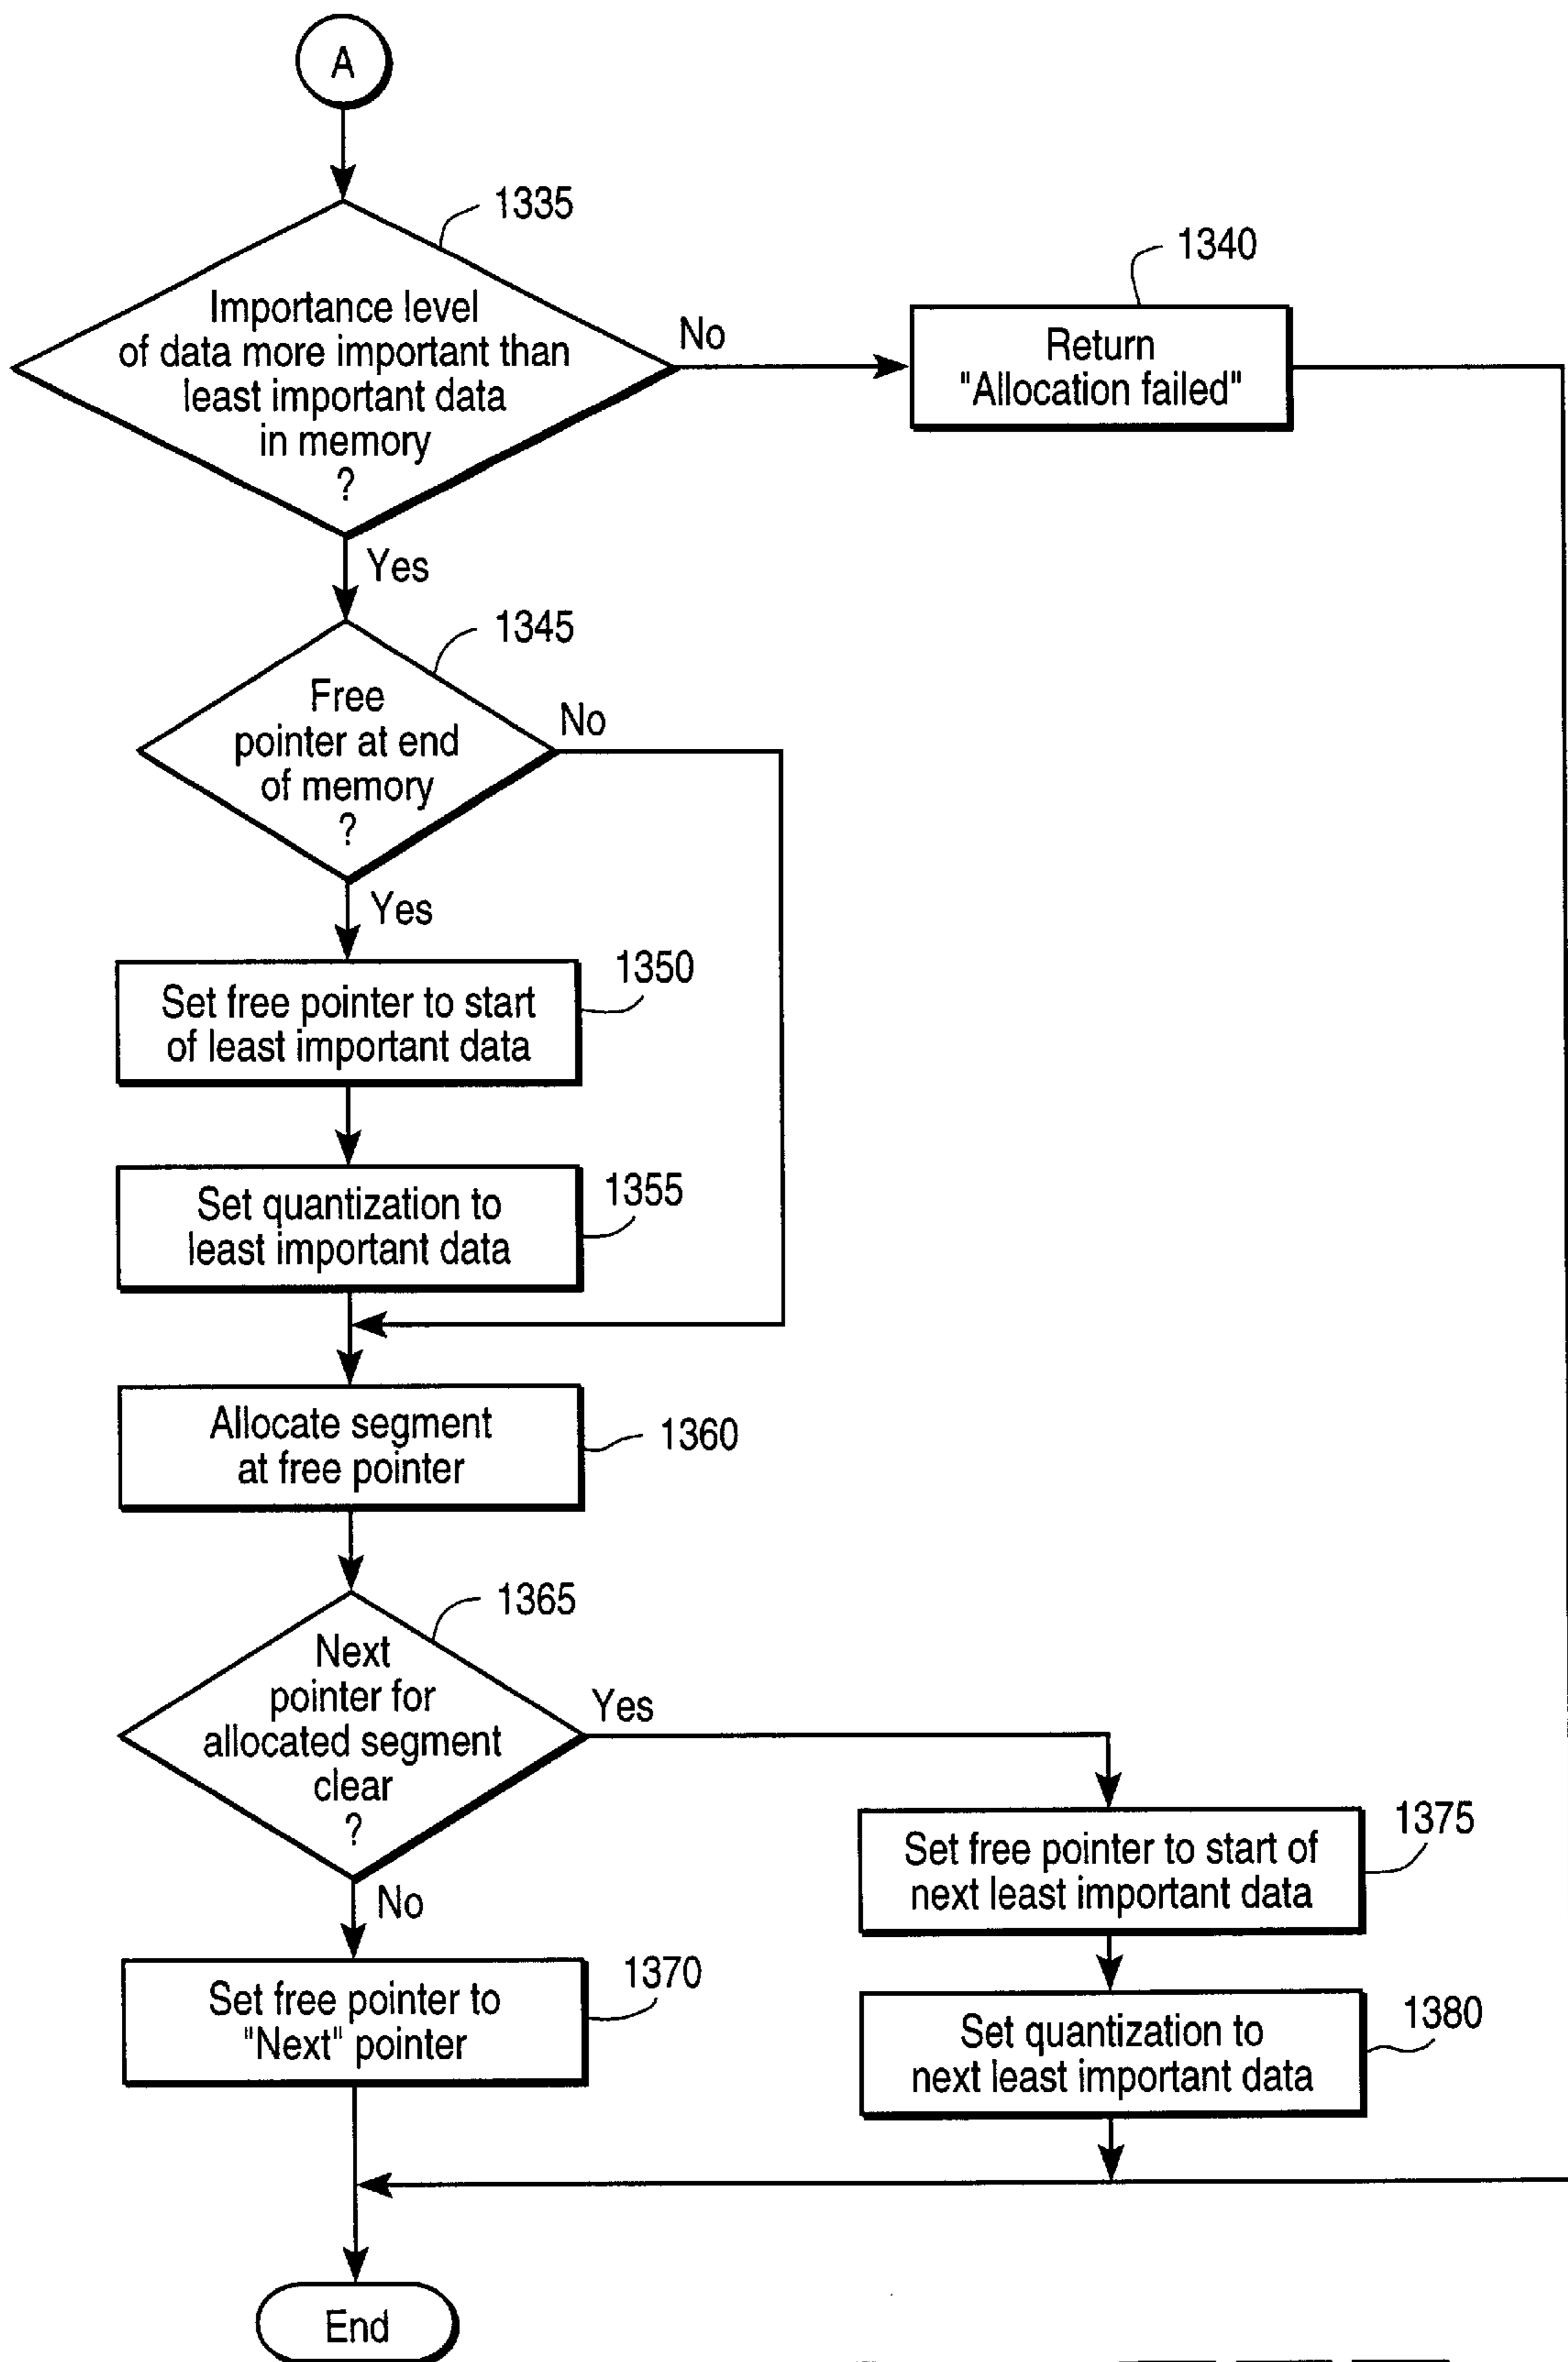 A
1335
Importance level
of data more important than
least important data
in memory
?
No
1340
Return
"Allocation failed"
Yes
1345
Free
pointer at end
of memory
?
No
Yes
1350
Set free pointer to start
of least important data
1355
Set quantization to
least important data
Allocate segment
at free pointer
1360
1365
Next
pointer for
allocated segment
clear
?
Yes
No
1375
Set free pointer to start of
next least important data
1370
Set free pointer to
"Next" pointer
1380
Set quantization to
next least important data
End